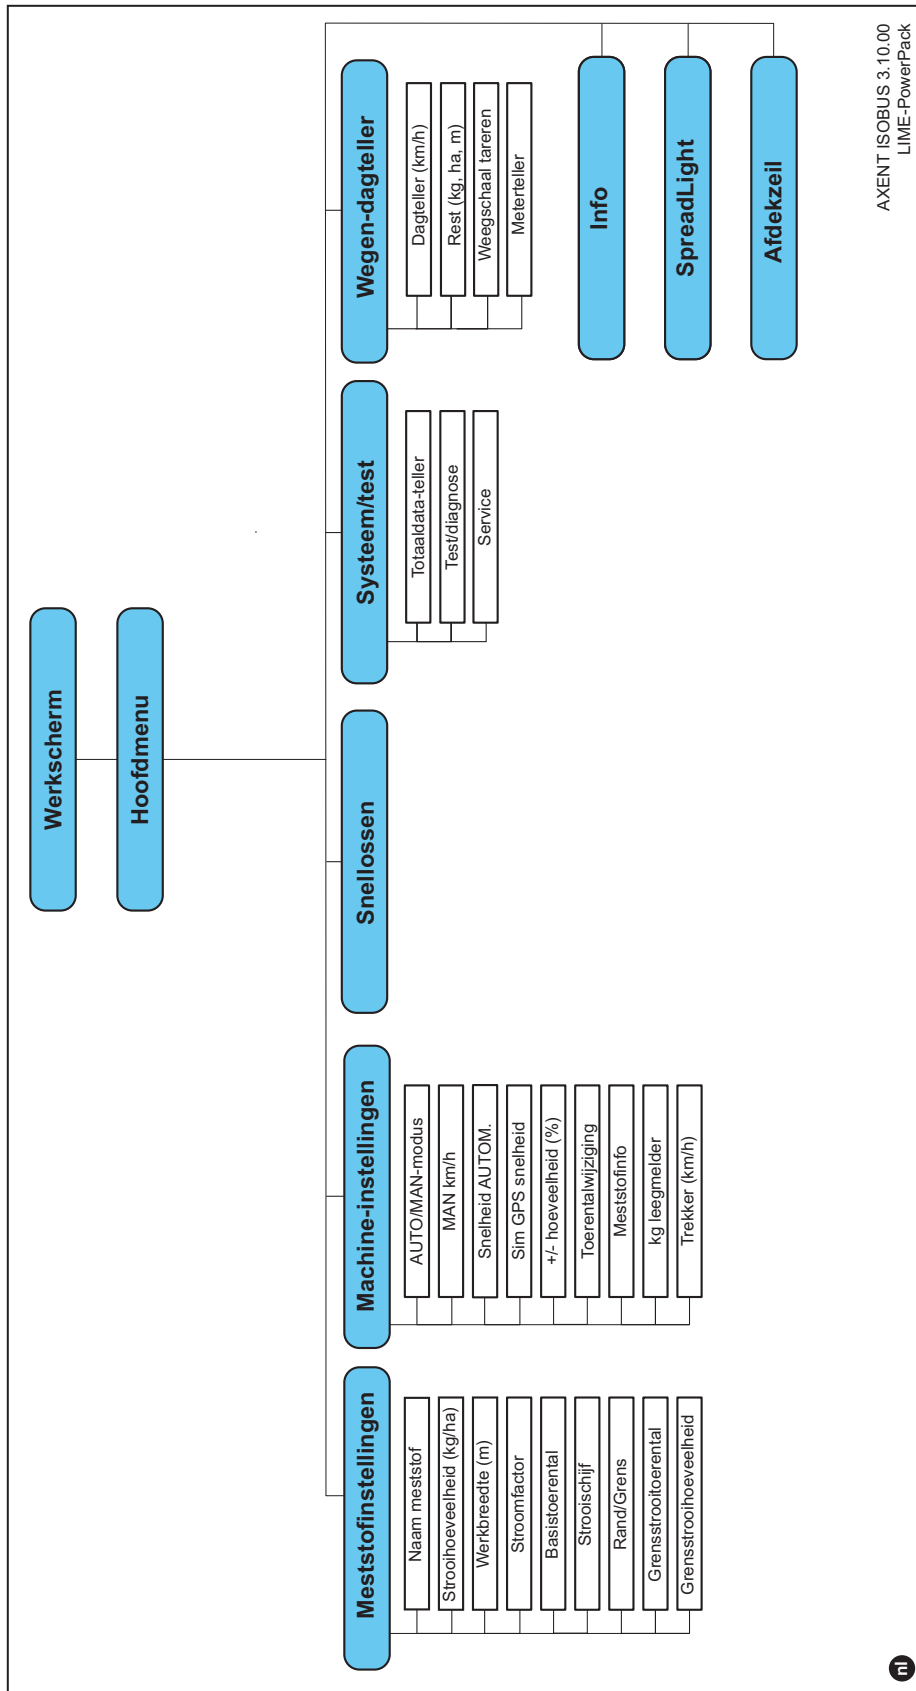 Werkscherm
Hoofdmenu
Meststofinstellingen
Naam meststof
Strooihoeveelheid (kg/ha)
Werkbreedte (m)
Stroomfactor
Basistoerental
Strooischijf
Rand/Grens
Grensstrooitoerental
Grensstrooihoeveelheid
Machine-instellingen
AUTO/MAN-modus
MAN km/h
Snelheid AUTOM.
Sim GPS snelheid
+/- hoeveelheid (%)
Toerentalwijziging
Meststofinfo
kg leegmelder
Trekker (km/h)
Snellossen
Systeem/test
Totaaldata-teller
Test/diagnose
Service
Wegen-dagteller
Dagteller (km/h)
Rest (kg, ha, m)
Weegschaal tareren
Meterteller
Info
SpreadLight
Afdekzeil
nl
AXENT ISOBUS 3.10.00
LIME-PowerPack